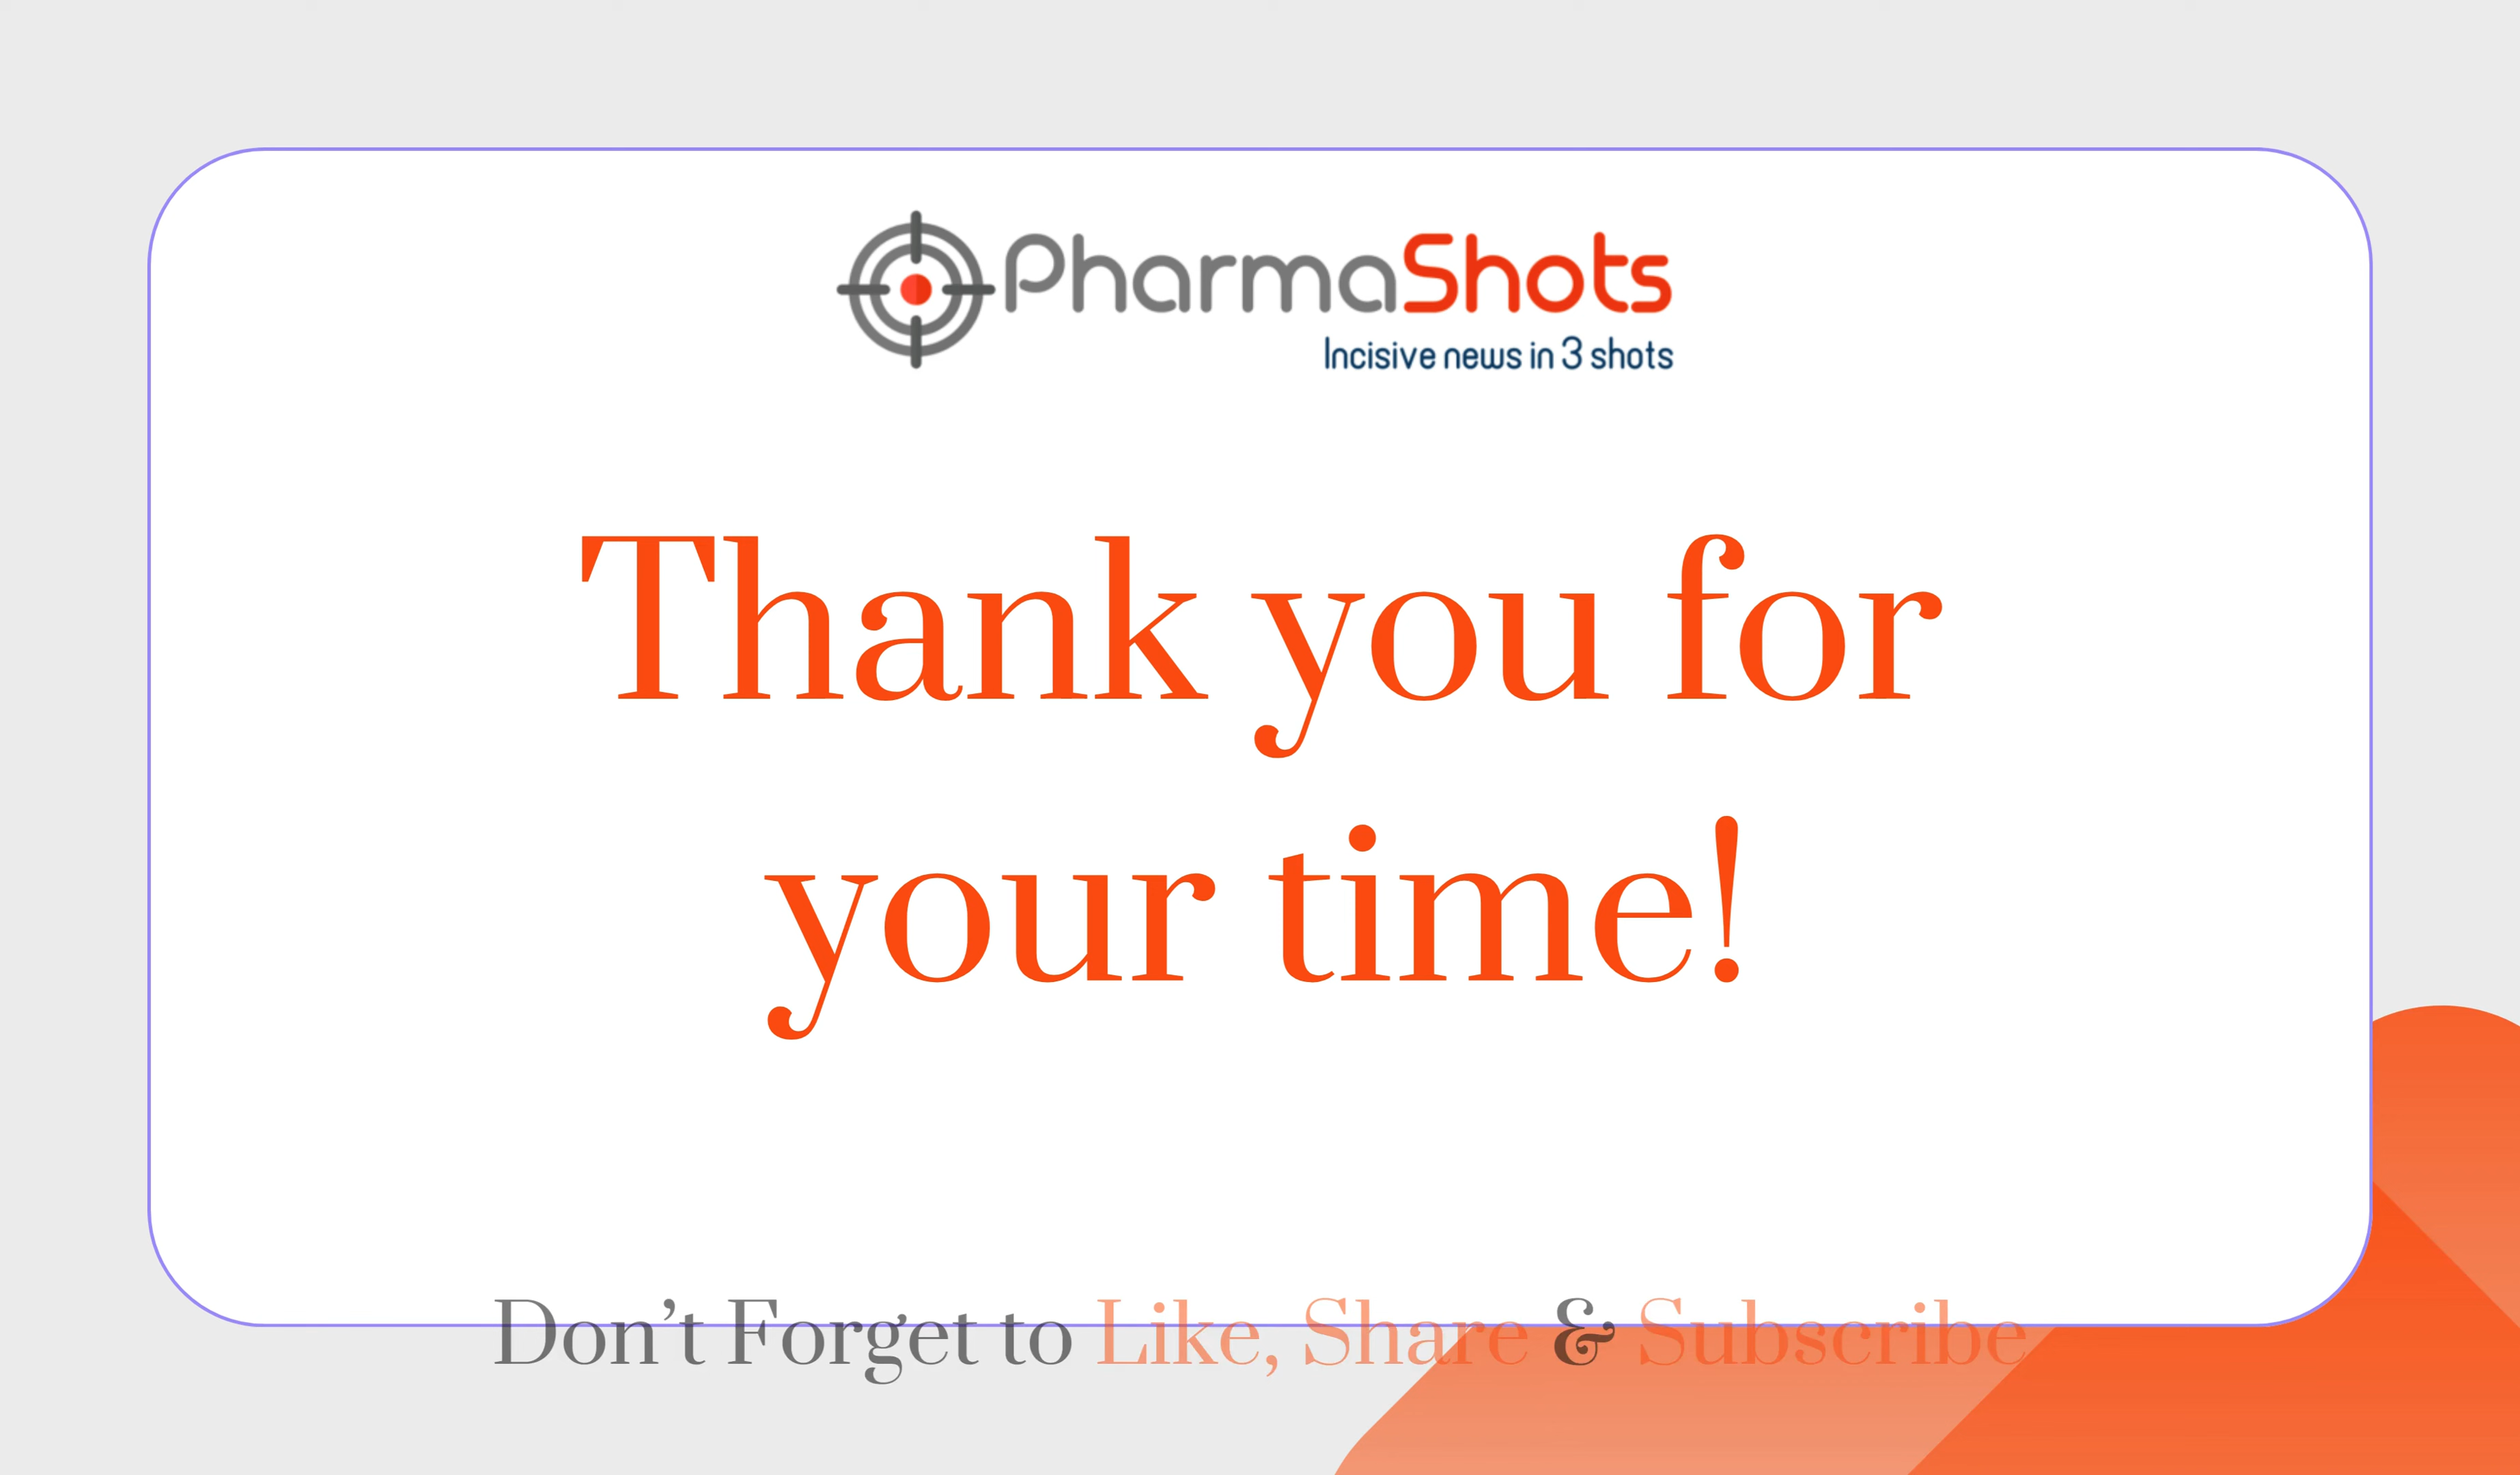 PharmaShots
Incisive news in 3 shots
Thank you for
your time!
Don’t Forget to Like, Share & Subscribe